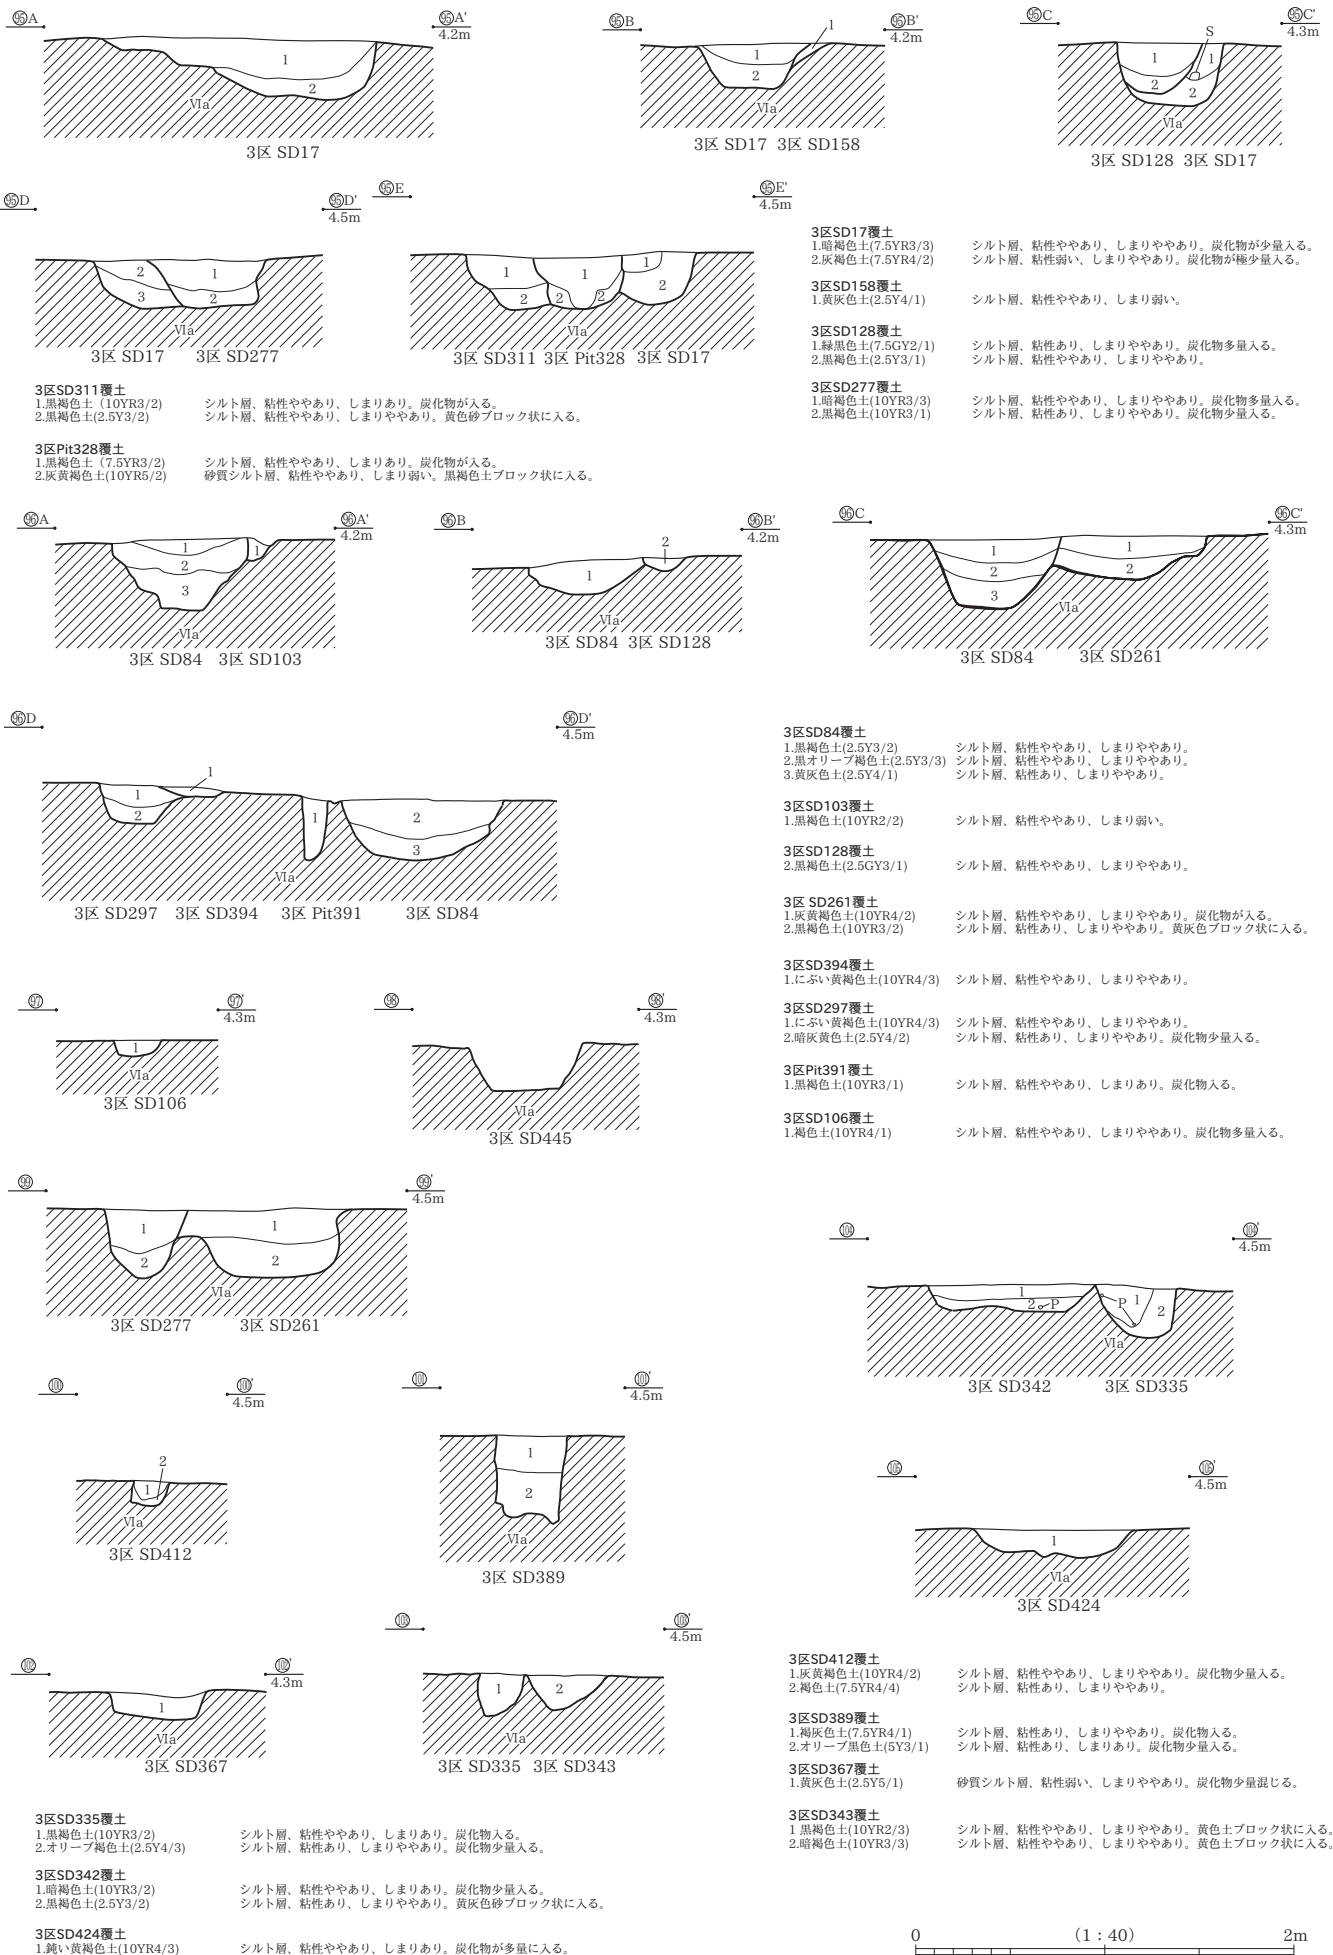 ㉟A ㉟A' 4.2m
1
2
VIa
3区 SD17
㉟B ㉟B' 4.2m
1
1
2
VIa
3区 SD17 3区 SD158
㉟C ㉟C' 4.3m
S
1 1
2 2
VIa
3区 SD128 3区 SD17
D D' 4.5m
2 1
3 2
VIa
3区 SD17 3区 SD277
E E' 4.5m
1 1 1
2 2 2 2
VIa
3区 SD311 3区 Pit328 3区 SD17
3区SD17覆土
1.暗褐色土(7.5YR3/3) シルト層、粘性ややあり、しまりややあり。炭化物が少量入る。
2.灰褐色土(7.5YR4/2) シルト層、粘性弱い、しまりややあり。炭化物が極少量入る。
3区SD158覆土
1.黄灰色土(2.5Y4/1) シルト層、粘性ややあり、しまり弱い。
3区SD128覆土
1.緑黒色土(7.5GY2/1) シルト層、粘性あり、しまりややあり。炭化物多量入る。
2.黒褐色土(2.5Y3/1) シルト層、粘性ややあり、しまりややあり。
3区SD277覆土
1.暗褐色土(10YR3/3) シルト層、粘性ややあり、しまりややあり。炭化物多量入る。
2.黒褐色土(10YR3/1) シルト層、粘性あり、しまりややあり。炭化物少量入る。
3区SD311覆土
1.黒褐色土（10YR3/2) シルト層、粘性ややあり、しまりあり。炭化物が入る。
2.黒褐色土(2.5Y3/2) シルト層、粘性ややあり、しまりややあり。黄色砂ブロック状に入る。
3区Pit328覆土
1.黒褐色土（7.5YR3/2) シルト層、粘性ややあり、しまりあり。炭化物が入る。
2.灰黄褐色土(10YR5/2) 砂質シルト層、粘性ややあり、しまり弱い。黒褐色土ブロック状に入る。
A A' 4.2m
1 1
2
3
VIa
3区 SD84 3区 SD103
B B' 4.2m
2
1
VIa
3区 SD84 3区 SD128
C C' 4.3m
1 1
2 2
3
VIa
3区 SD84 3区 SD261
D D' 4.5m
1
1 1 2
2 3
VIa
3区 SD297 3区 SD394 3区 Pit391 3区 SD84
3区SD84覆土
1.黒褐色土(2.5Y3/2) シルト層、粘性ややあり、しまりややあり。
2.黒オリーブ褐色土(2.5Y3/3) シルト層、粘性ややあり、しまりややあり。
3.黄灰色土(2.5Y4/1) シルト層、粘性あり、しまりややあり。
3区SD103覆土
1.黒褐色土(10YR2/2) シルト層、粘性ややあり、しまり弱い。
3区SD128覆土
2.黒褐色土(2.5GY3/1) シルト層、粘性ややあり、しまりややあり。
3区 SD261覆土
1.灰黄褐色土(10YR4/2) シルト層、粘性ややあり、しまりややあり。炭化物が入る。
2.黒褐色土(10YR3/2) シルト層、粘性あり、しまりややあり。黄灰色ブロック状に入る。
3区SD394覆土
1.にぶい黄褐色土(10YR4/3) シルト層、粘性ややあり、しまりややあり。
3区SD297覆土
1.にぶい黄褐色土(10YR4/3) シルト層、粘性ややあり、しまりややあり。
2.暗灰黄色土(2.5Y4/2) シルト層、粘性あり、しまりややあり。炭化物少量入る。
3区Pit391覆土
1.黒褐色土(10YR3/1) シルト層、粘性ややあり、しまりあり。炭化物入る。
3区SD106覆土
1.褐色土(10YR4/1) シルト層、粘性ややあり、しまりややあり。炭化物多量入る。
97 97' 4.3m
1
VIa
3区 SD106
98 98' 4.3m
VIa
3区 SD445
99 99' 4.5m
1 1
2 2
VIa
3区 SD277 3区 SD261
104 104' 4.5m
1 1
2 P P 2
VIa
3区 SD342 3区 SD335
100 100' 4.5m
2
1
VIa
3区 SD412
101 101' 4.5m
1
2
VIa
3区 SD389
105 105' 4.5m
1
VIa
3区 SD424
102 102' 4.3m
1
VIa
3区 SD367
103 103' 4.5m
1 2
VIa
3区 SD335 3区 SD343
3区SD412覆土
1.灰黄褐色土(10YR4/2) シルト層、粘性ややあり、しまりややあり。炭化物少量入る。
2.褐色土(7.5YR4/4) シルト層、粘性あり、しまりややあり。
3区SD389覆土
1.褐灰色土(7.5YR4/1) シルト層、粘性あり、しまりややあり。炭化物入る。
2.オリーブ黒色土(5Y3/1) シルト層、粘性あり、しまりあり。炭化物少量入る。
3区SD367覆土
1.黄灰色土(2.5Y5/1) 砂質シルト層、粘性弱い、しまりややあり。炭化物少量混じる。
3区SD343覆土
1 黒褐色土(10YR2/3) シルト層、粘性ややあり、しまりややあり。黄色土ブロック状に入る。
2.暗褐色土(10YR3/3) シルト層、粘性ややあり、しまりややあり。黄色土ブロック状に入る。
3区SD335覆土
1.黒褐色土(10YR3/2) シルト層、粘性ややあり、しまりあり。炭化物入る。
2.オリーブ褐色土(2.5Y4/3) シルト層、粘性あり、しまりややあり。炭化物少量入る。
3区SD342覆土
1.暗褐色土(10YR3/2) シルト層、粘性ややあり、しまりあり。炭化物少量入る。
2.黒褐色土(2.5Y3/2) シルト層、粘性あり、しまりややあり。黄灰色砂ブロック状に入る。
3区SD424覆土
1.鈍い黄褐色土(10YR4/3) シルト層、粘性ややあり、しまりあり。炭化物が多量に入る。
0 (1：40) 2m